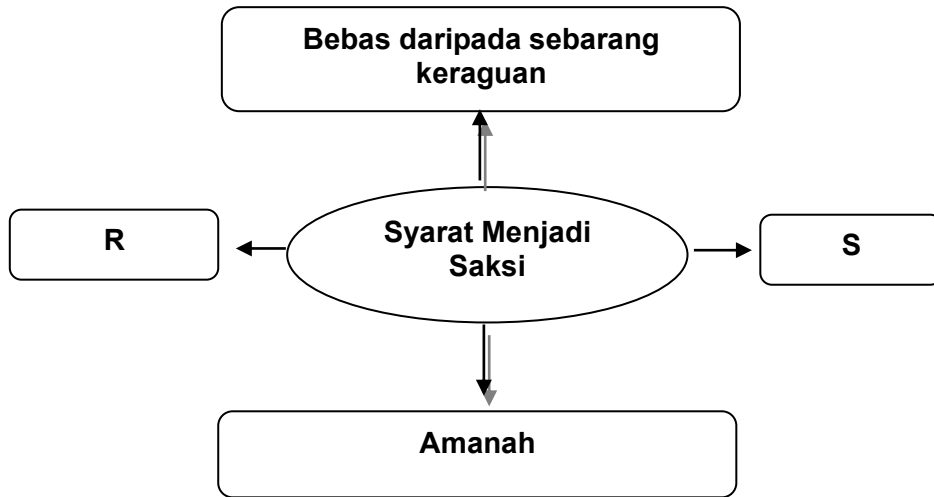 Bebas daripada sebarang
keraguan
R
Syarat Menjadi
Saksi
S
Amanah